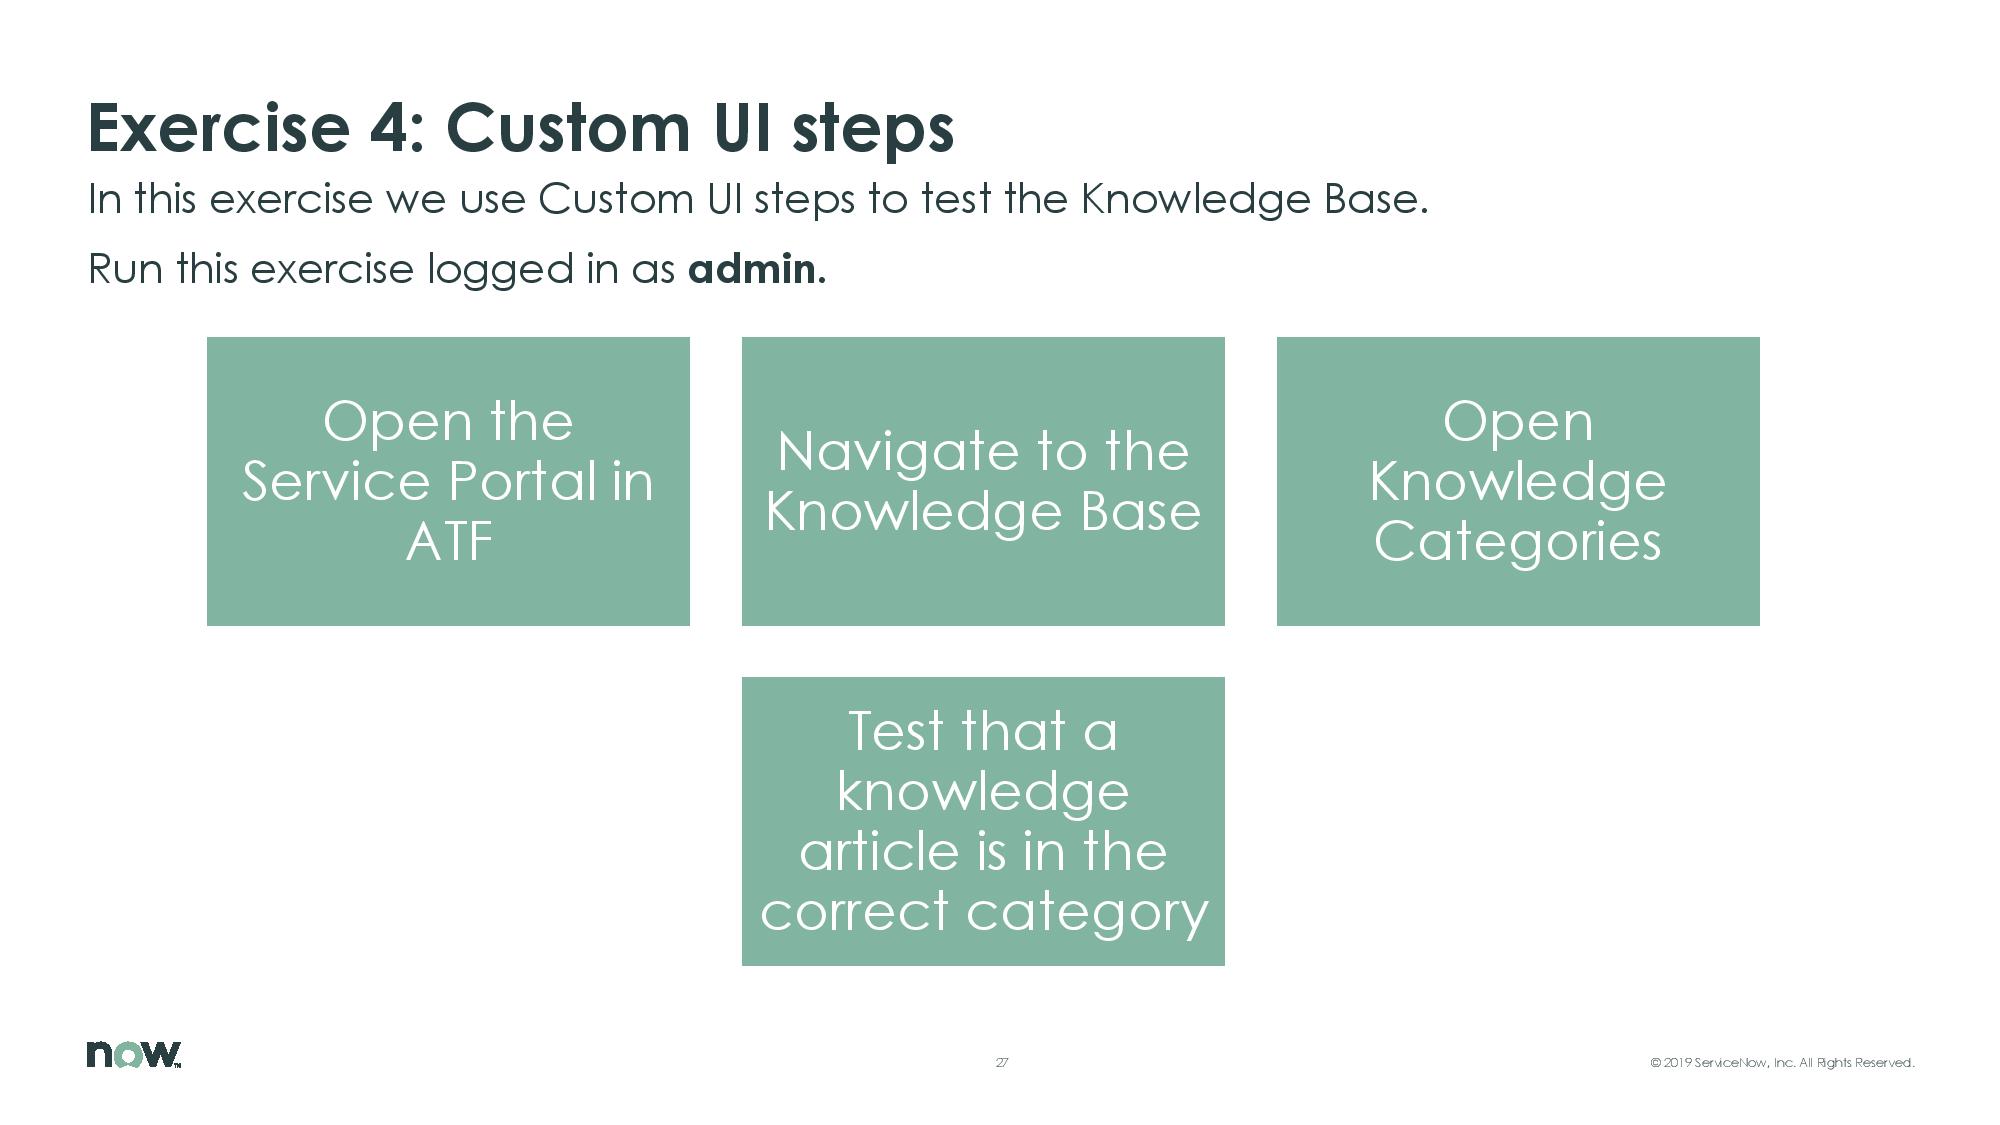 Exercise 4: Custom UI steps
In this exercise we use Custom UI steps to test the Knowledge Base.
Run this exercise logged in as admin.
Open the
Service Portal in
ATF
Navigate to the
Knowledge Base
Open
Knowledge
Categories
Test that a
knowledge
article is in the
correct category
now™
27
© 2019 ServiceNow, Inc. All Rights Reserved.